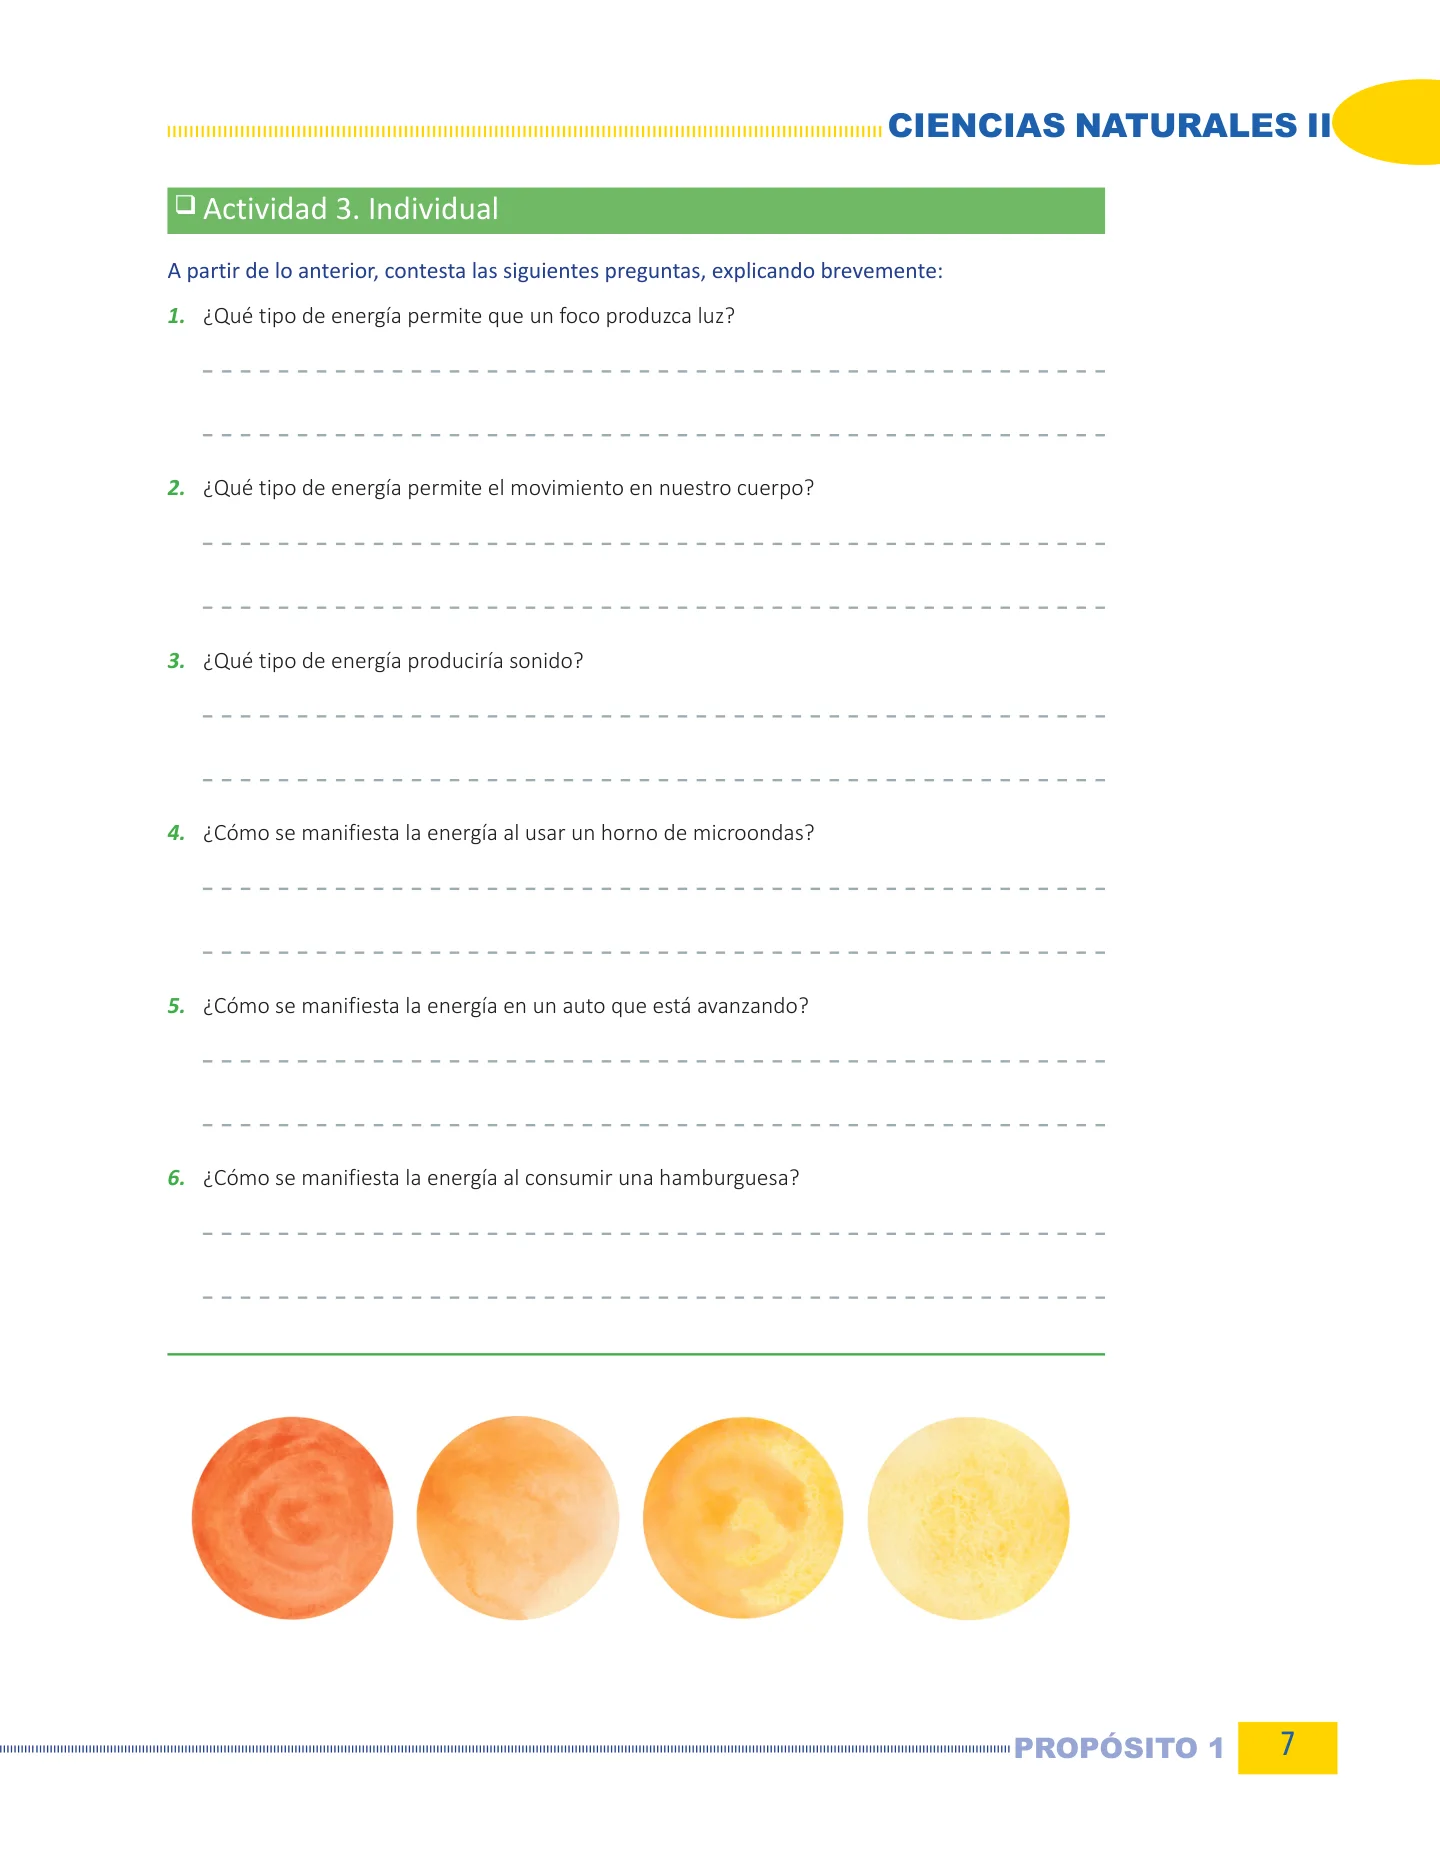 CIENCIAS NATURALES II
Actividad 3. Individual
A partir de lo anterior, contesta las siguientes preguntas, explicando brevemente:
1. ¿Qué tipo de energía permite que un foco produzca luz?
2. ¿Qué tipo de energía permite el movimiento en nuestro cuerpo?
3. ¿Qué tipo de energía produciría sonido?
4. ¿Cómo se manifiesta la energía al usar un horno de microondas?
5. ¿Cómo se manifiesta la energía en un auto que está avanzando?
6. ¿Cómo se manifiesta la energía al consumir una hamburguesa?
PROPÓSITO 1
7